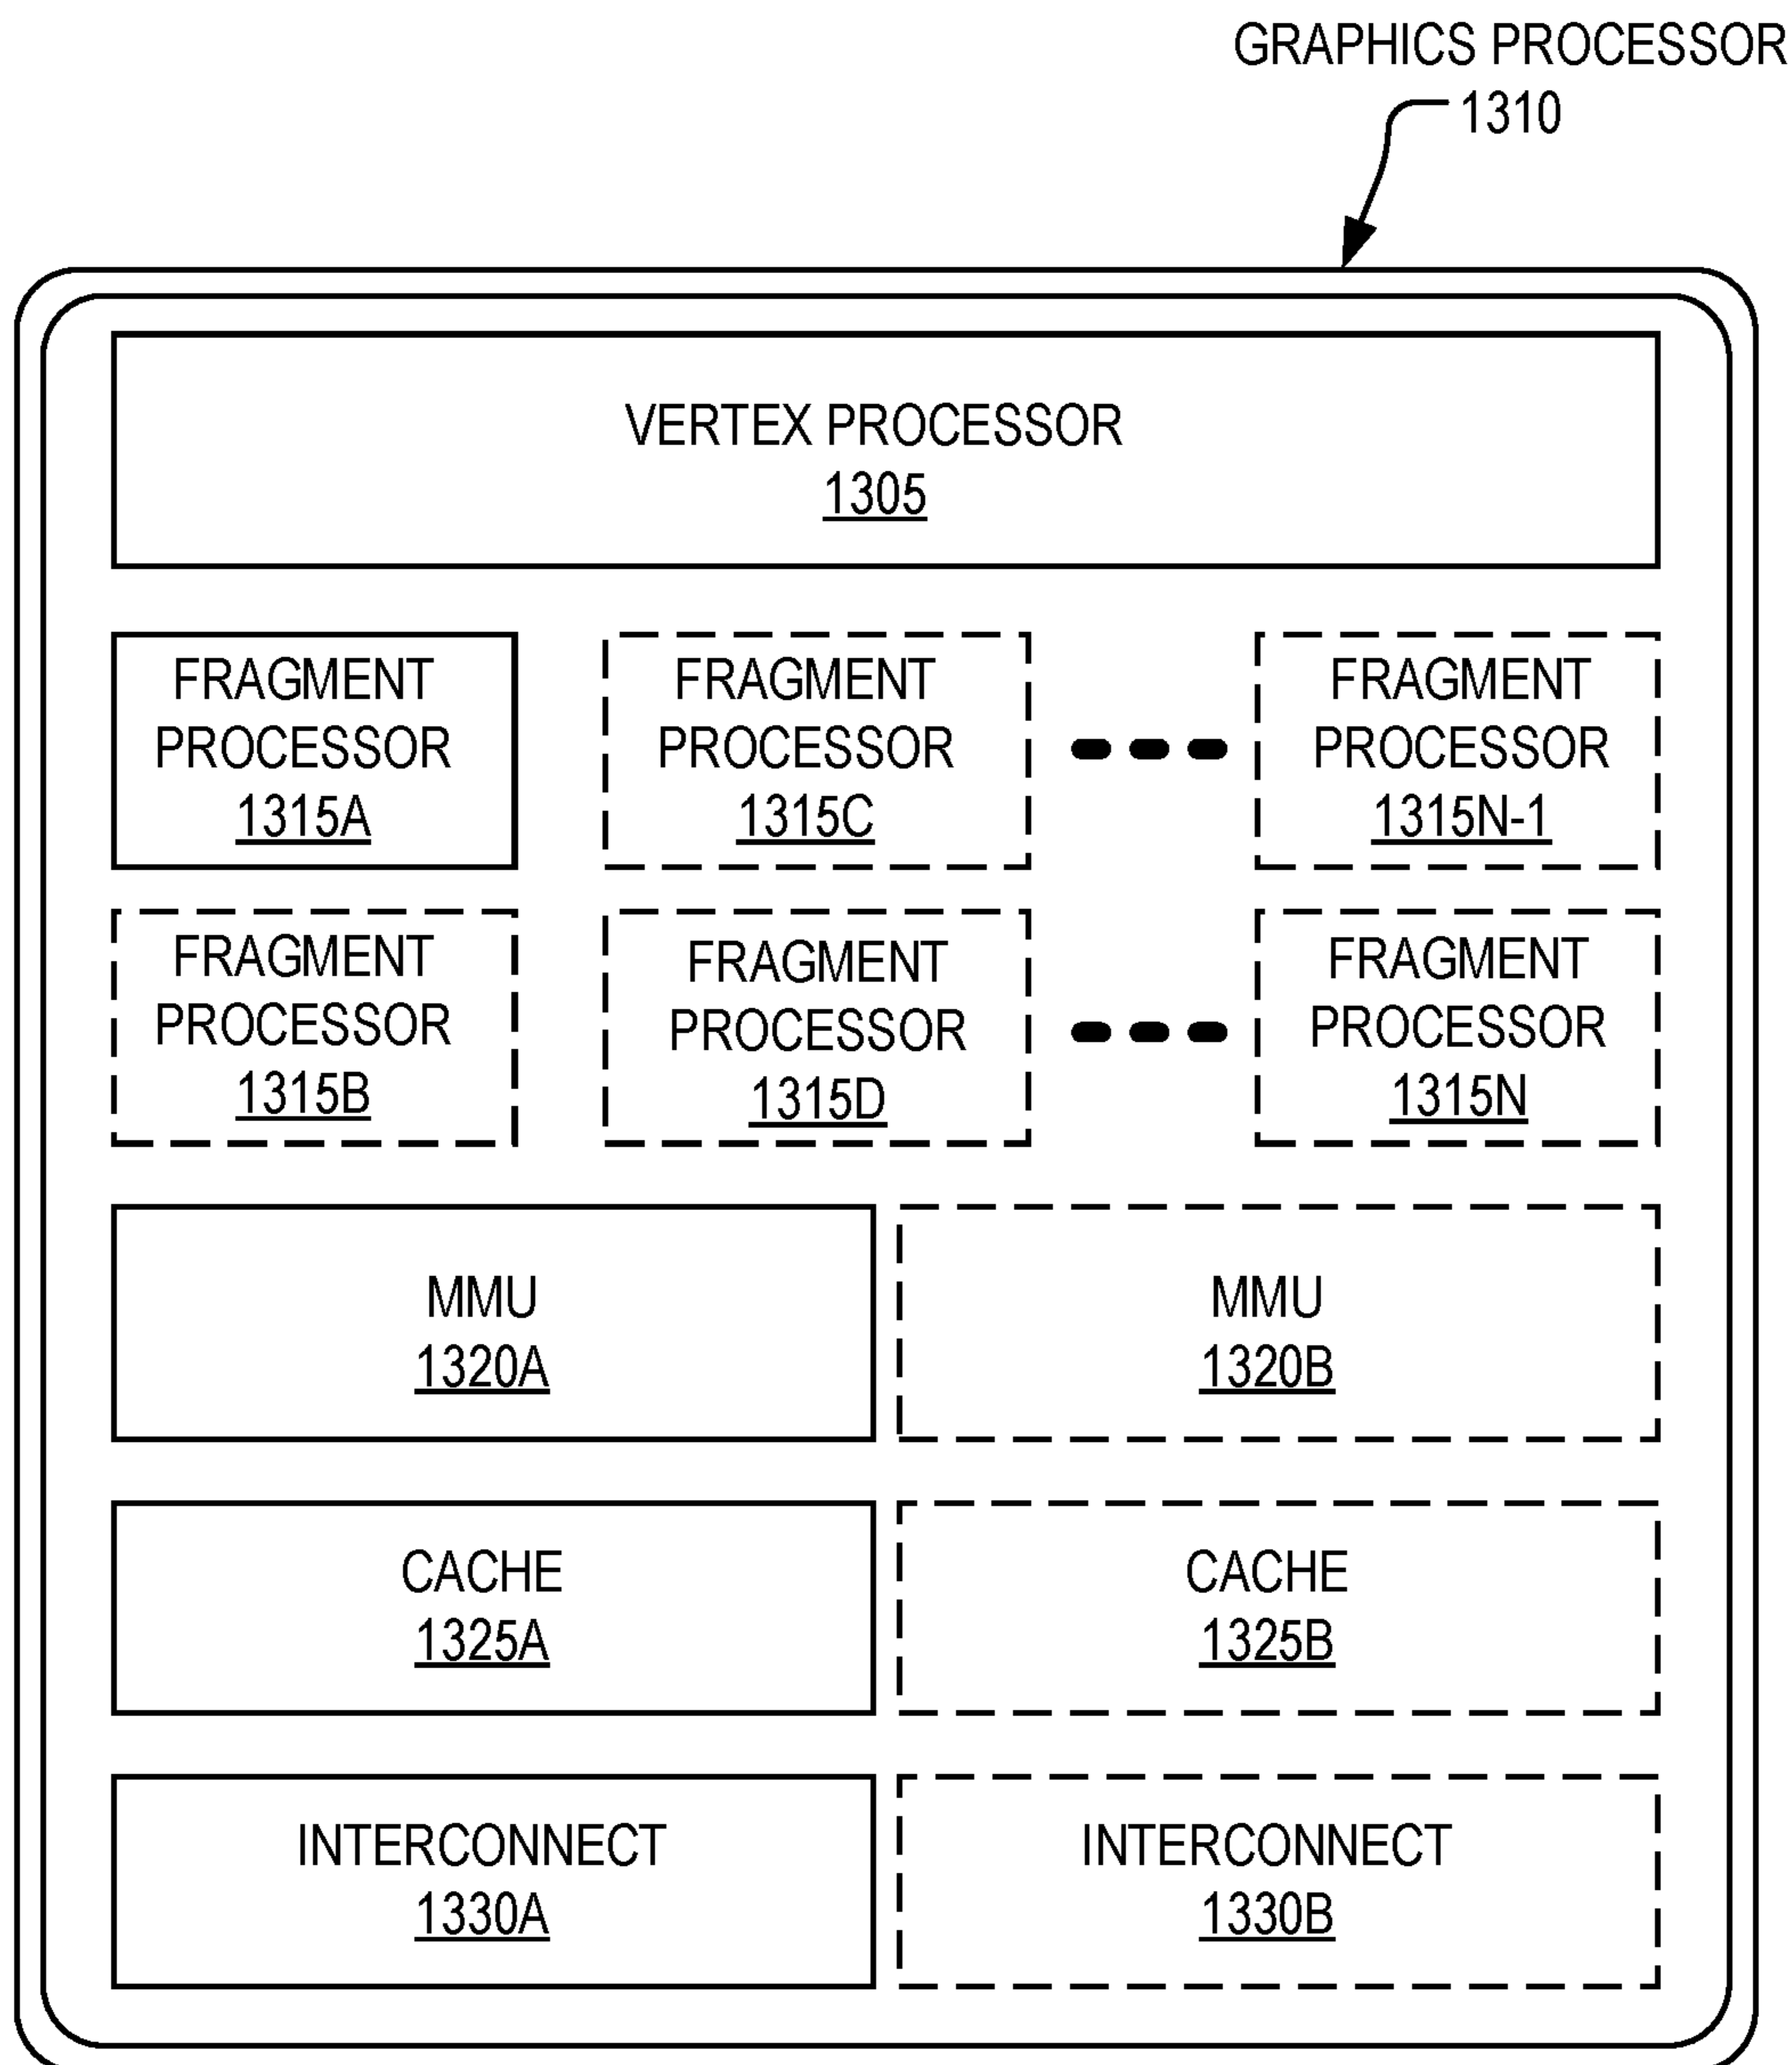 GRAPHICS PROCESSOR
1310
VERTEX PROCESSOR
1305
FRAGMENT
PROCESSOR
1315A
FRAGMENT
PROCESSOR
1315C
FRAGMENT
PROCESSOR
1315N-1
FRAGMENT
PROCESSOR
1315B
FRAGMENT
PROCESSOR
1315D
FRAGMENT
PROCESSOR
1315N
MMU
1320A
MMU
1320B
CACHE
1325A
CACHE
1325B
INTERCONNECT
1330A
INTERCONNECT
1330B